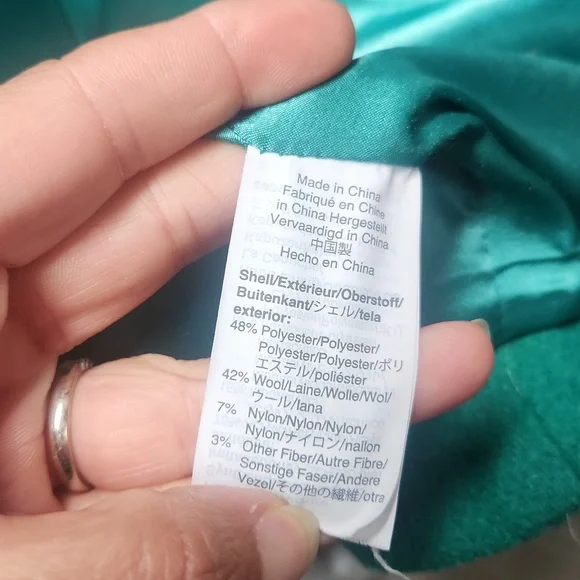 Made in China
Fabriqué en Chine
in China Hergestellt
Vervaardigd in China
中国製
Hecho en China
Shell/Extérieur/Oberstoff/
Buitenkant/シェル/tela
exterior:
48% Polyester/Polyester/
Polyester/Polyester/ポリ
エステル/poliéster
42% Wool/Laine/Wolle/Wol/
ウール/lana
7% Nylon/Nylon/Nylon/
Nylon/ナイロン/nailon
3% Other Fiber/Autre Fibre/
Sonstige Faser/Andere
Vezel/その他の繊維/otra